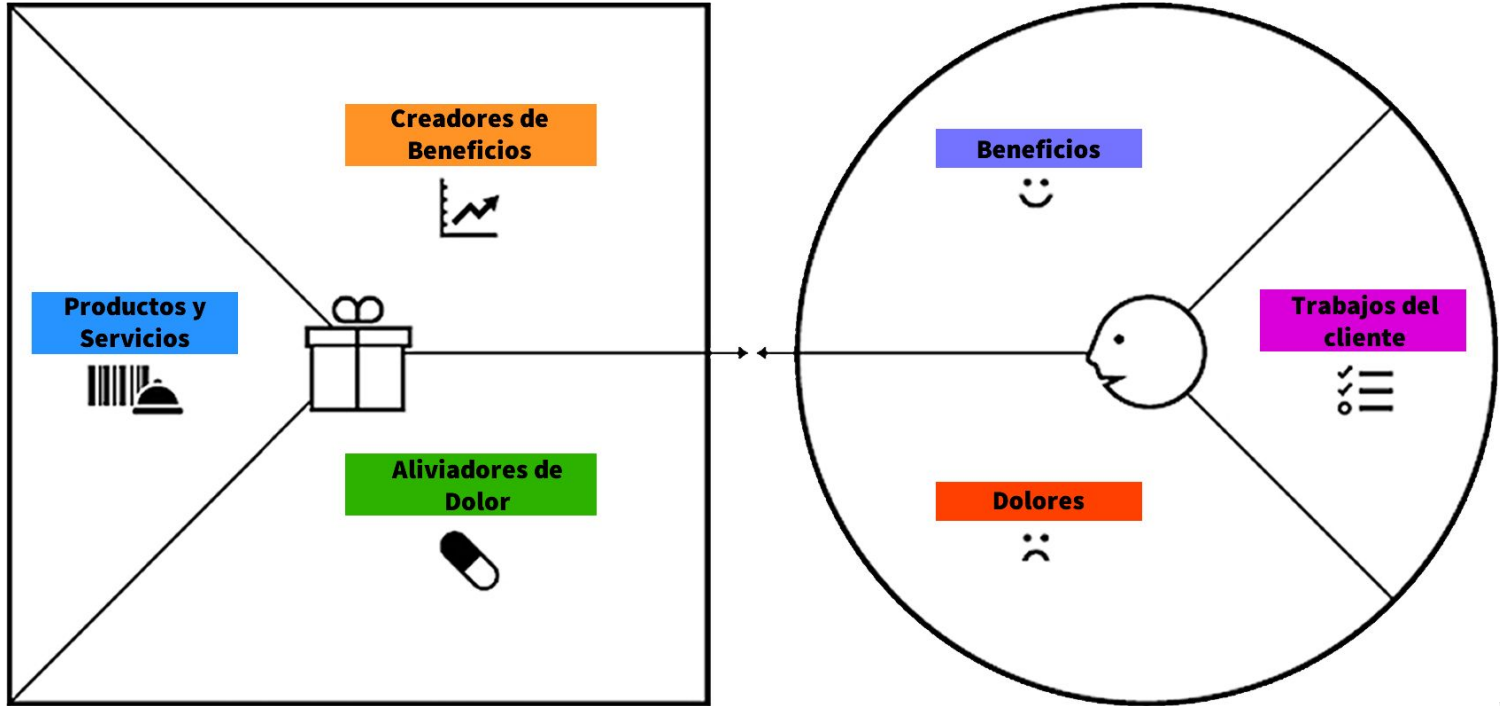 Creadores de
Beneficios
Productos y
Servicios
Aliviadores de
Dolor
Beneficios
Trabajos del
cliente
Dolores